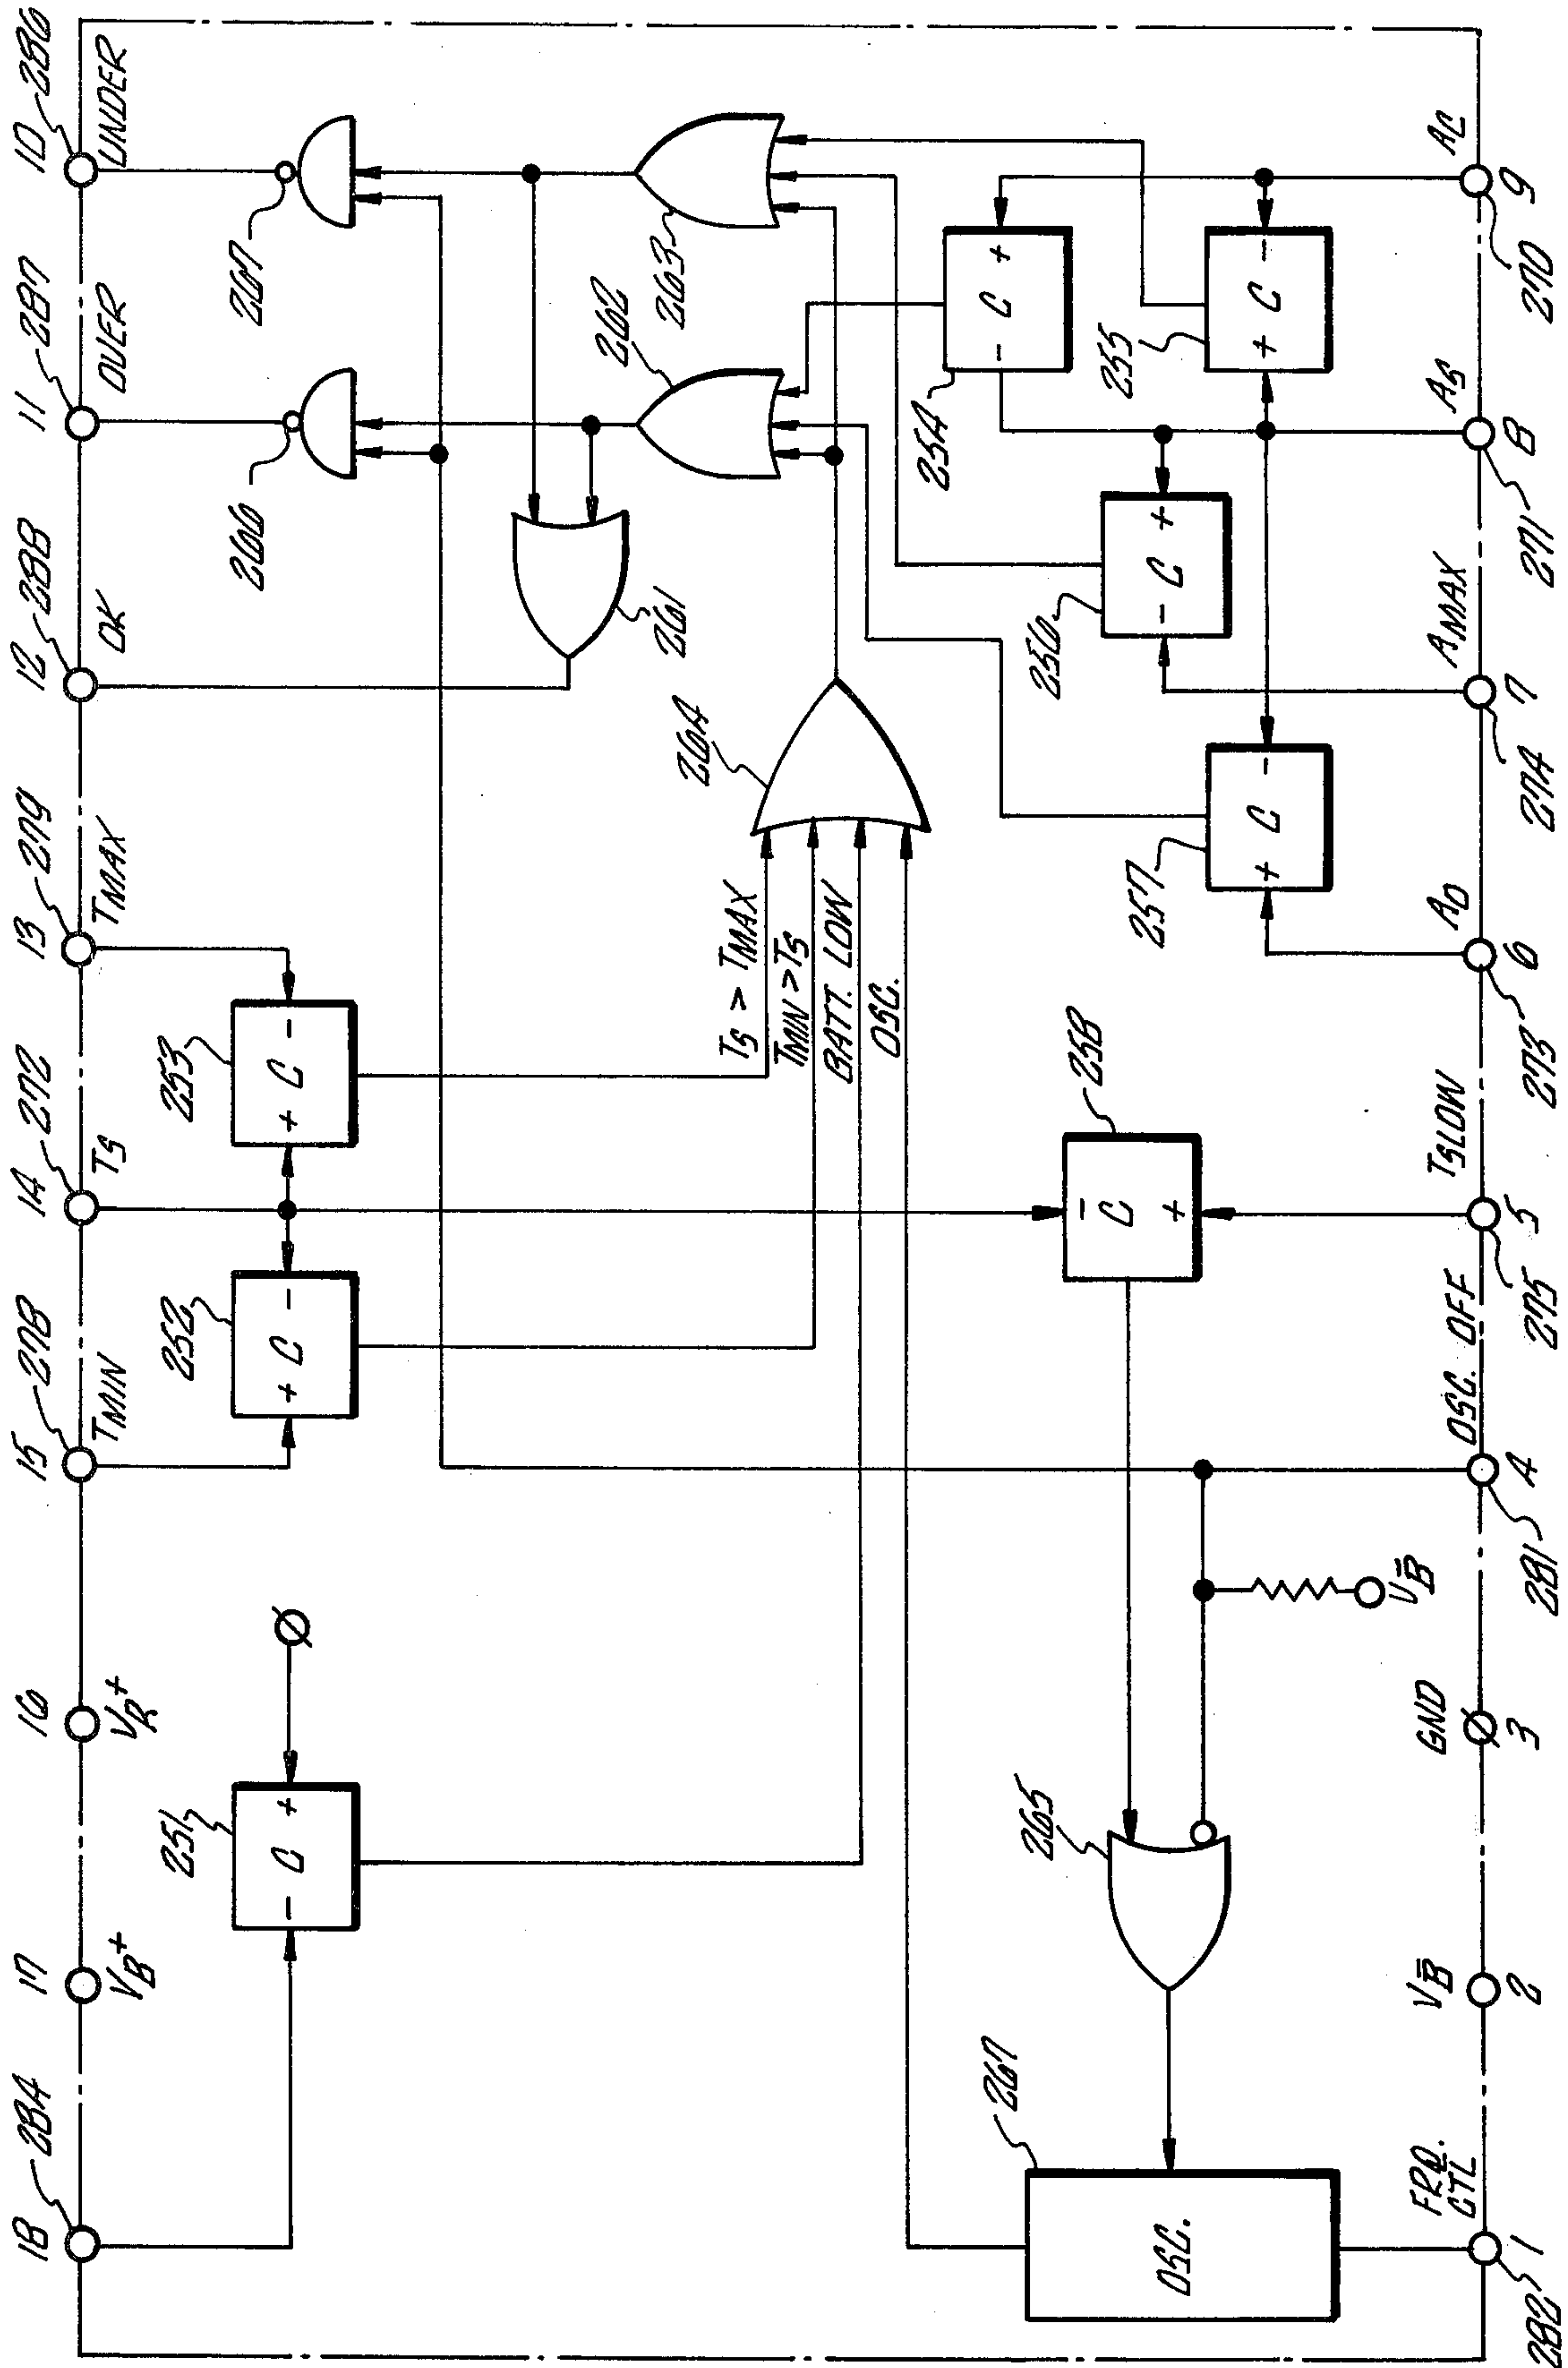 18 284
17
VB+
16
VR+
15 278
TMIN
14 272
TS
13 279
TMAX
12 288
OK
11 287
OVER
10 286
UNDER
251
- C +
Ø
252
+ C -
253
+ C -
266
267
261
262
263
264
TS > TMAX
TMIN > TS
BATT. LOW
OSC.
254
- C +
255
+ C -
256
- C +
257
+ C -
258
- C +
265
267
OSC.
VB-
FRQ. CTL
1
282
VB-
2
GND
3
OSC. OFF
4
281
TSLOW
5
275
AO
6
273
AMAX
7
274
AS
8
271
AC
9
270